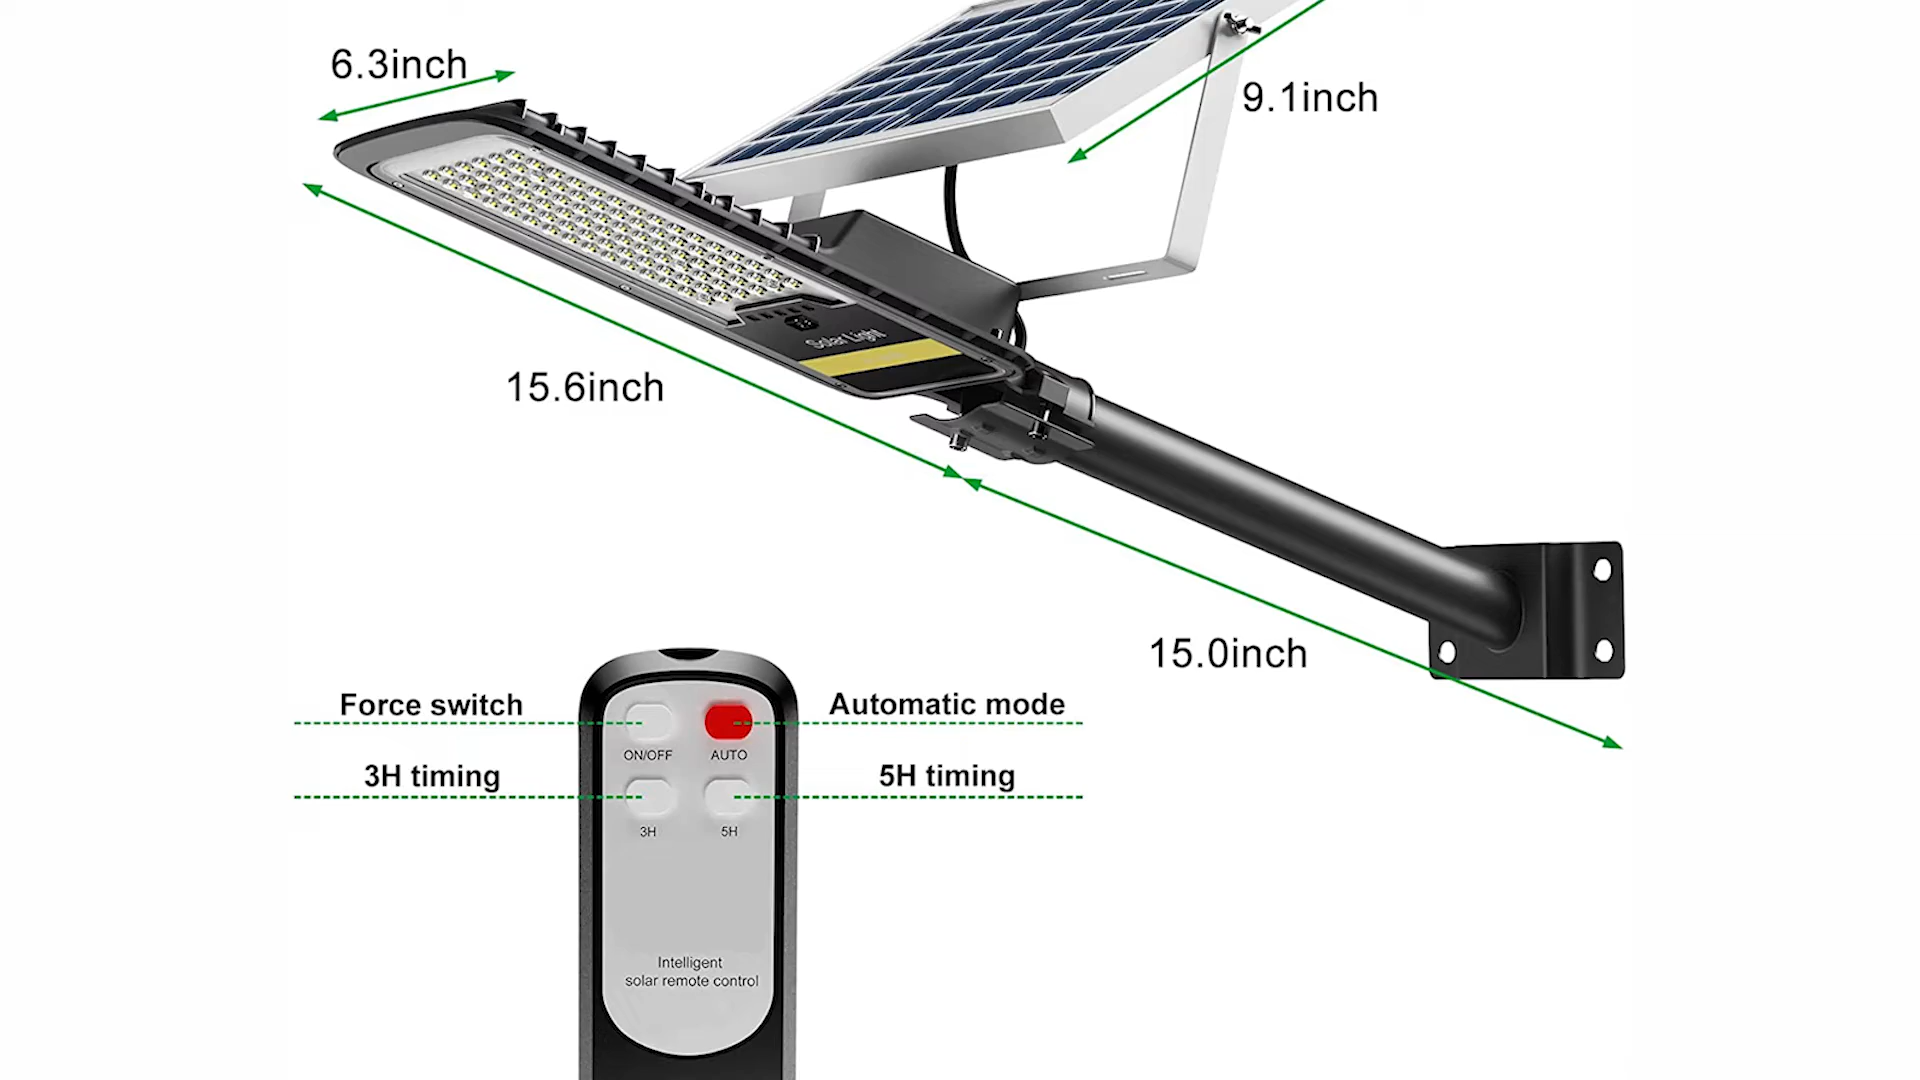 6.3inch
9.1inch
Solar Light
15.6inch
15.0inch
Force switch
Automatic mode
ON/OFF
AUTO
3H timing
5H timing
3H
5H
Intelligent
solar remote control